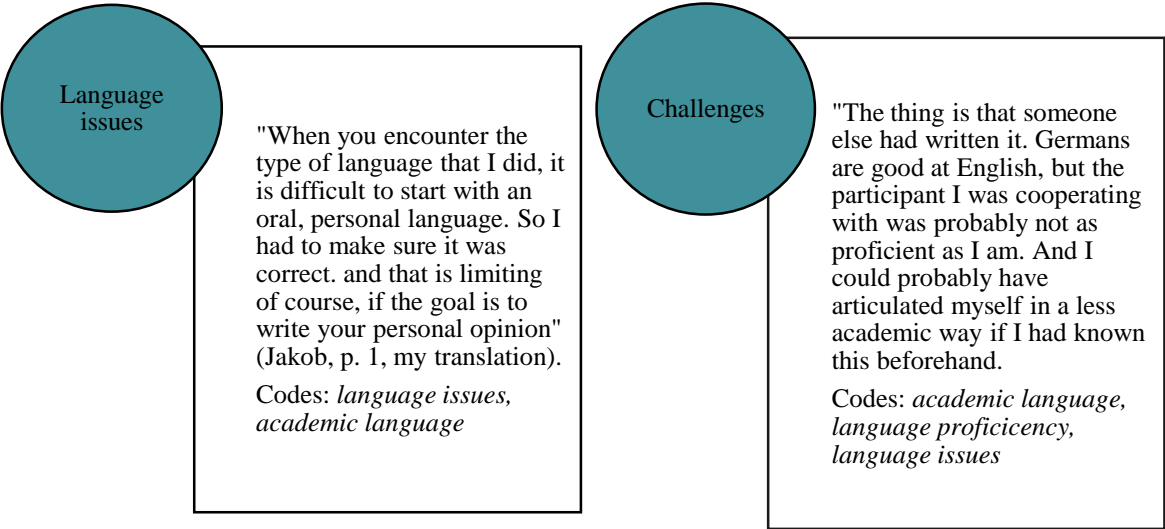 Language
issues
"When you encounter the
type of language that I did, it
is difficult to start with an
oral, personal language. So I
had to make sure it was
correct. and that is limiting
of course, if the goal is to
write your personal opinion"
(Jakob, p. 1, my translation).
Codes: language issues,
academic language
Challenges
"The thing is that someone
else had written it. Germans
are good at English, but the
participant I was cooperating
with was probably not as
proficient as I am. And I
could probably have
articulated myself in a less
academic way if I had known
this beforehand.
Codes: academic language,
language proficicency,
language issues